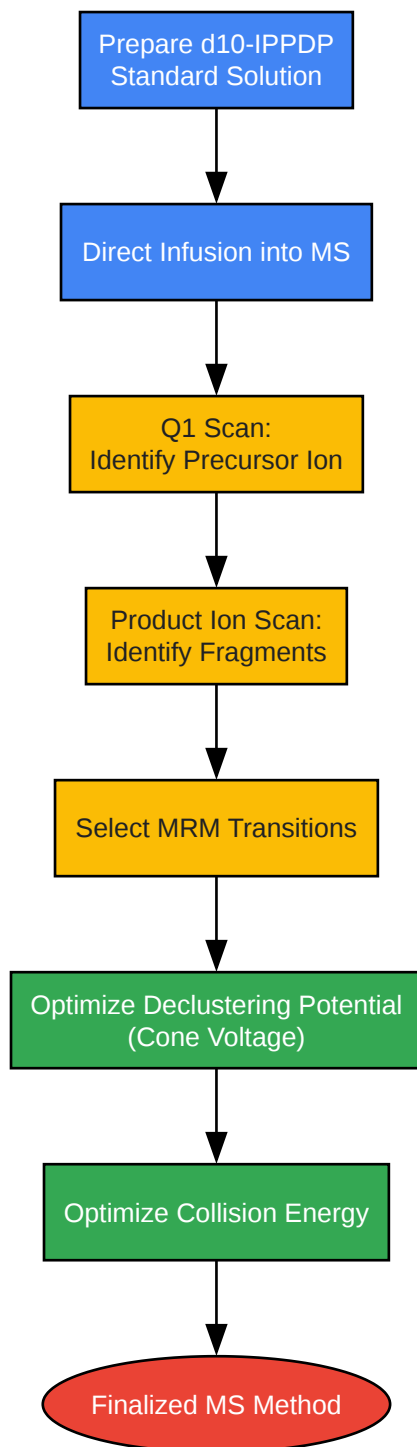 Prepare d10-IPPDP
Standard Solution
Direct Infusion into MS
Q1 Scan:
Identify Precursor Ion
Product Ion Scan:
Identify Fragments
Select MRM Transitions
Optimize Declustering Potential
(Cone Voltage)
Optimize Collision Energy
Finalized MS Method